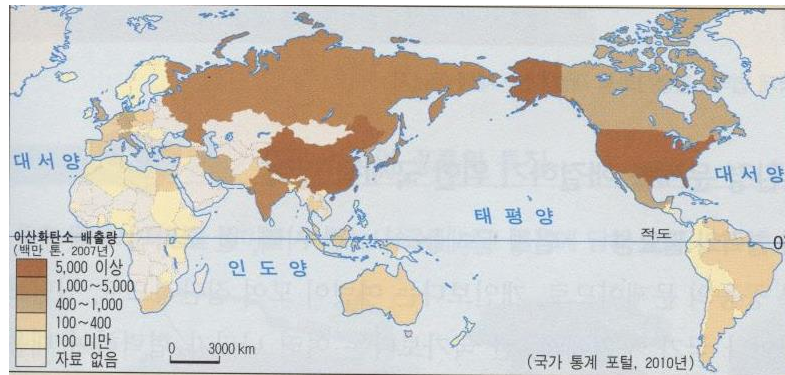 대서양
태평양
대서양
적도
0°
인도양
이산화탄소 배출량
(백만 톤, 2007년)
5,000 이상
1,000~5,000
400~1,000
100~400
100 미만
자료 없음
0 3000 km
(국가 통계 포털, 2010년)